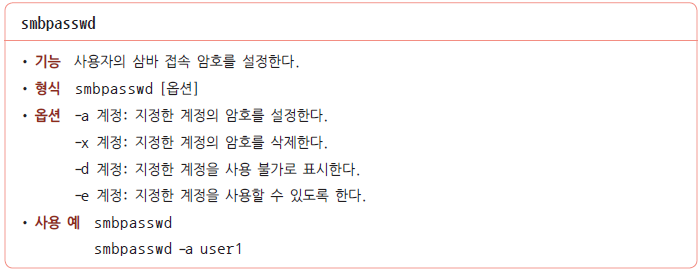 smbpasswd
• 기능 사용자의 삼바 접속 암호를 설정한다.
• 형식 smbpasswd [옵션]
• 옵션 -a 계정: 지정한 계정의 암호를 설정한다.
-x 계정: 지정한 계정의 암호를 삭제한다.
-d 계정: 지정한 계정을 사용 불가로 표시한다.
-e 계정: 지정한 계정을 사용할 수 있도록 한다.
• 사용 예 smbpasswd
smbpasswd -a user1